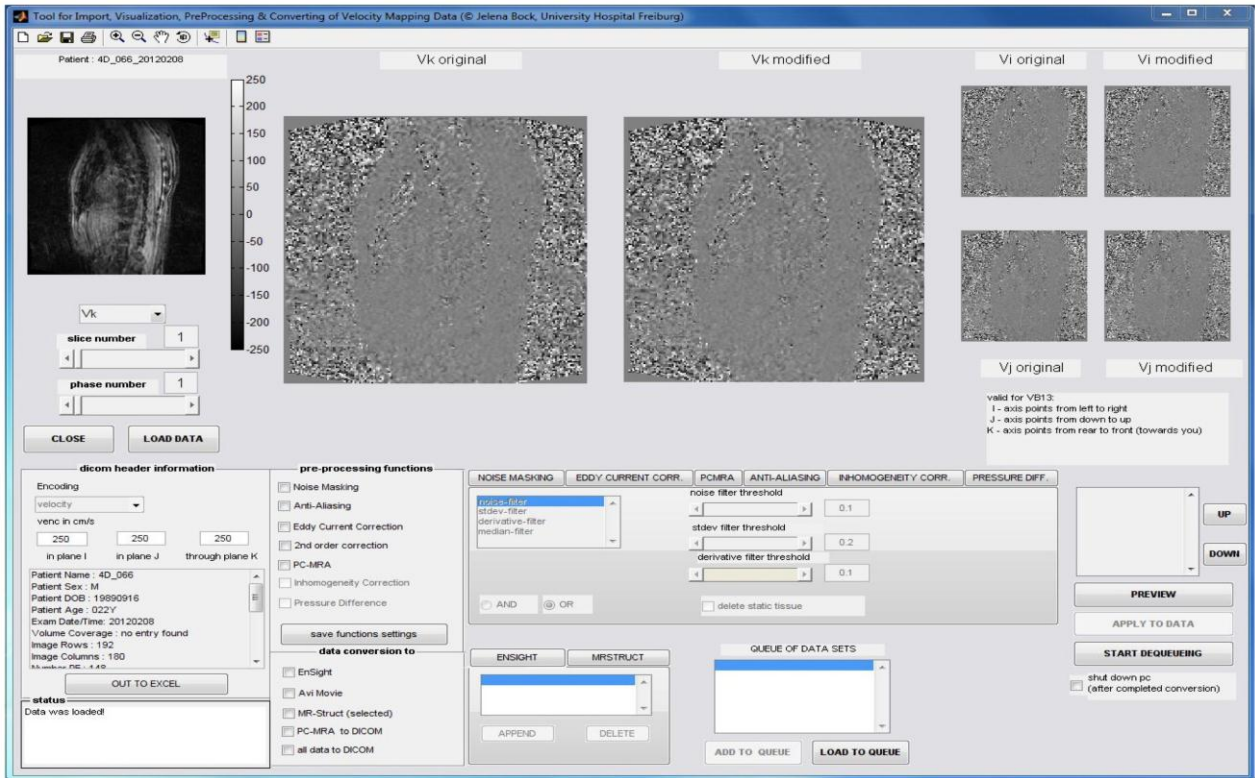 Tool for Import, Visualization, PreProcessing & Converting of Velocity Mapping Data (© Jelena Bock, University Hospital Freiburg)
Patient : 4D_066_20120208
Vk original
Vk modified
Vi original
Vi modified
250
200
150
100
50
0
-50
-100
-150
-200
-250
Vk
slice number
1
phase number
1
CLOSE
LOAD DATA
Vj original
Vj modified
valid for VB13:
I - axis points from left to right
J - axis points from down to up
K - axis points from rear to front (towards you)
dicom header information
Encoding
velocity
venc in cm/s
250 250 250
in plane I in plane J through plane K
Patient Name : 4D_066
Patient Sex : M
Patient DOB : 19890916
Patient Age : 022Y
Exam Date/Time: 20120208
Volume Coverage : no entry found
Image Rows : 192
Image Columns : 180
Number PE : 148
OUT TO EXCEL
status
Data was loaded!
pre-processing functions
Noise Masking
Anti-Aliasing
Eddy Current Correction
2nd order correction
PC-MRA
Inhomogeneity Correction
Pressure Difference
save functions settings
data conversion to
EnSight
Avi Movie
MR-Struct (selected)
PC-MRA to DICOM
all data to DICOM
NOISE MASKING
EDDY CURRENT CORR.
PCMRA
ANTI-ALIASING
INHOMOGENEITY CORR.
PRESSURE DIFF.
noise-filter
stdev-filter
derivative-filter
median-filter
noise filter threshold
0.1
stdev filter threshold
0.2
derivative filter threshold
0.1
AND
OR
delete static tissue
ENSIGHT
MRSTRUCT
APPEND
DELETE
QUEUE OF DATA SETS
ADD TO QUEUE
LOAD TO QUEUE
UP
DOWN
PREVIEW
APPLY TO DATA
START DEQUEUEING
shut down pc
(after completed conversion)